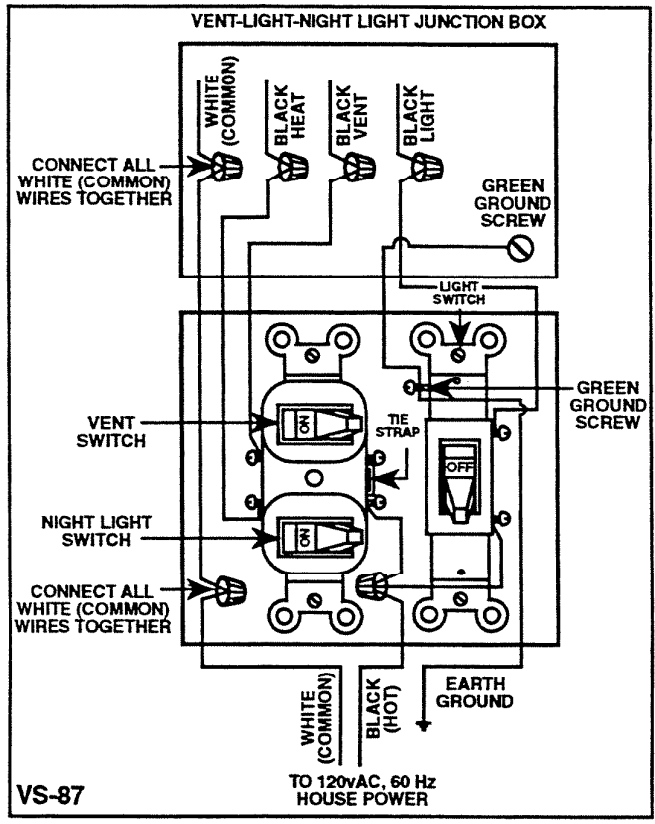 VENT-LIGHT-NIGHT LIGHT JUNCTION BOX
WHITE
(COMMON)
BLACK
HEAT
BLACK
VENT
BLACK
LIGHT
CONNECT ALL
WHITE (COMMON)
WIRES TOGETHER
GREEN
GROUND
SCREW
LIGHT
SWITCH
GREEN
GROUND
SCREW
VENT
SWITCH
ON
TIE
STRAP
OFF
NIGHT LIGHT
SWITCH
ON
CONNECT ALL
WHITE (COMMON)
WIRES TOGETHER
WHITE
(COMMON)
BLACK
(HOT)
EARTH
GROUND
TO 120vAC, 60 Hz
HOUSE POWER
VS-87